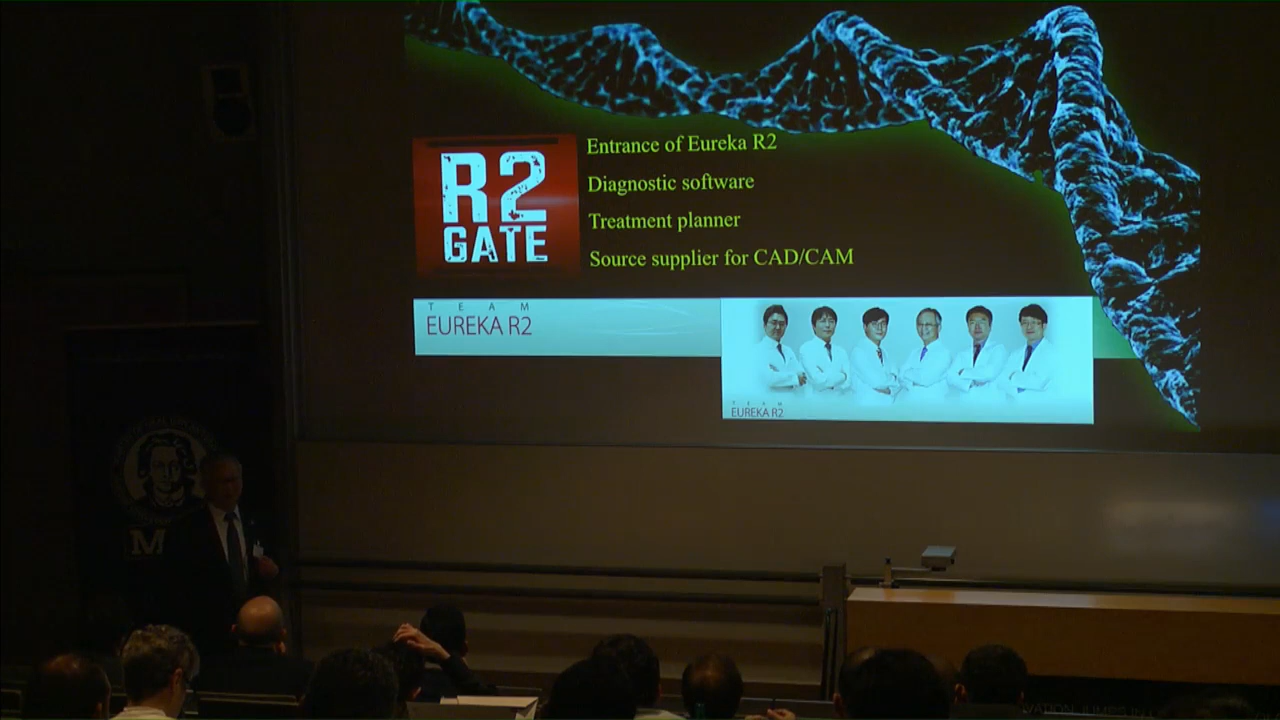 Entrance of Eureka R2
Diagnostic software
Treatment planner
Source supplier for CAD/CAM
R2
GATE
TEAM
EUREKA R2
TEAM
EUREKA R2
M